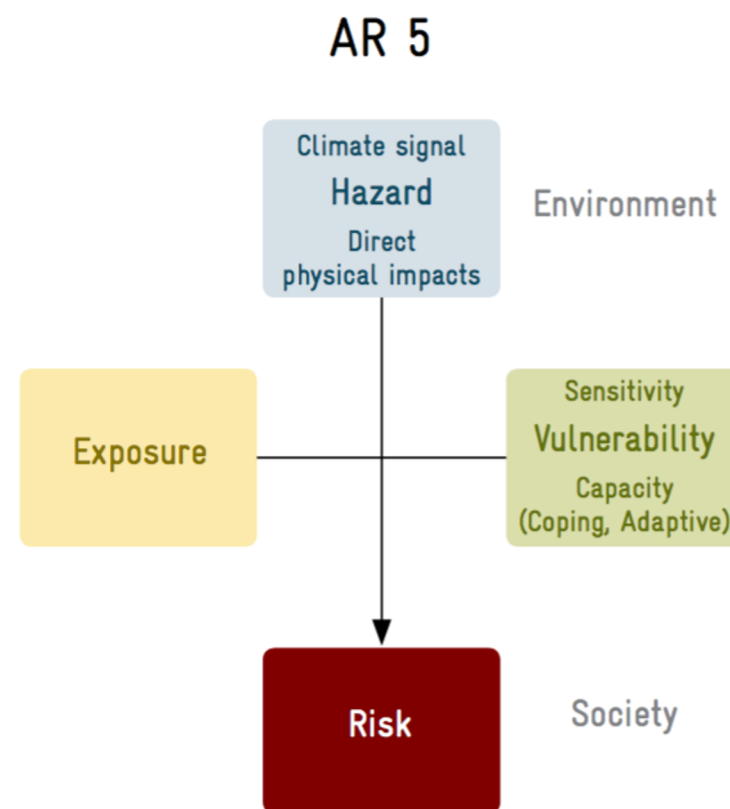 AR 5
Climate signal
Hazard
Direct
physical impacts
Environment
Exposure
Sensitivity
Vulnerability
Capacity
(Coping, Adaptive)
Risk
Society